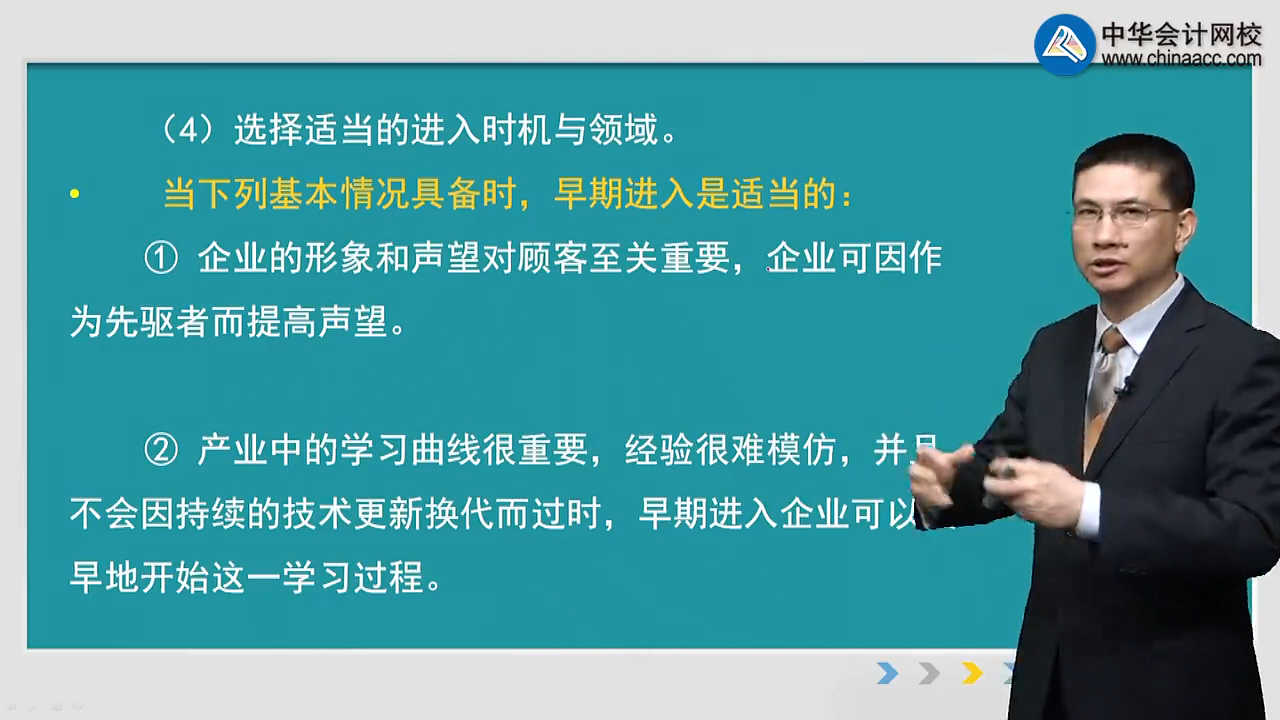 中华会计网校
www.chinaacc.com
（4）选择适当的进入时机与领域。
• 当下列基本情况具备时，早期进入是适当的：
① 企业的形象和声望对顾客至关重要，企业可因作
为先驱者而提高声望。
② 产业中的学习曲线很重要，经验很难模仿，并且
不会因持续的技术更新换代而过时，早期进入企业可以
早地开始这一学习过程。